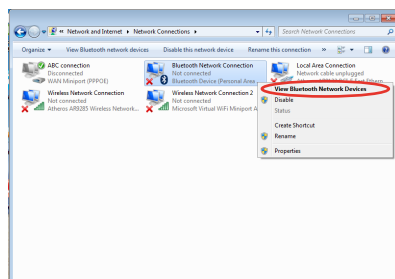 « Network and Internet ▸ Network Connections ▸
Search Network Connections
Organize ▾ View Bluetooth network devices Disable this network device Rename this connection »
ABC connection
Disconnected
WAN Miniport (PPPOE)
Bluetooth Network Connection
Not connected
Bluetooth Device (Personal Area ...
Local Area Connection
Network cable unplugged
Wireless Network Connection
Not connected
Atheros AR9285 Wireless Network...
Wireless Network Connection 2
Not connected
Microsoft Virtual WiFi Miniport A
View Bluetooth Network Devices
Disable
Status
Create Shortcut
Rename
Properties